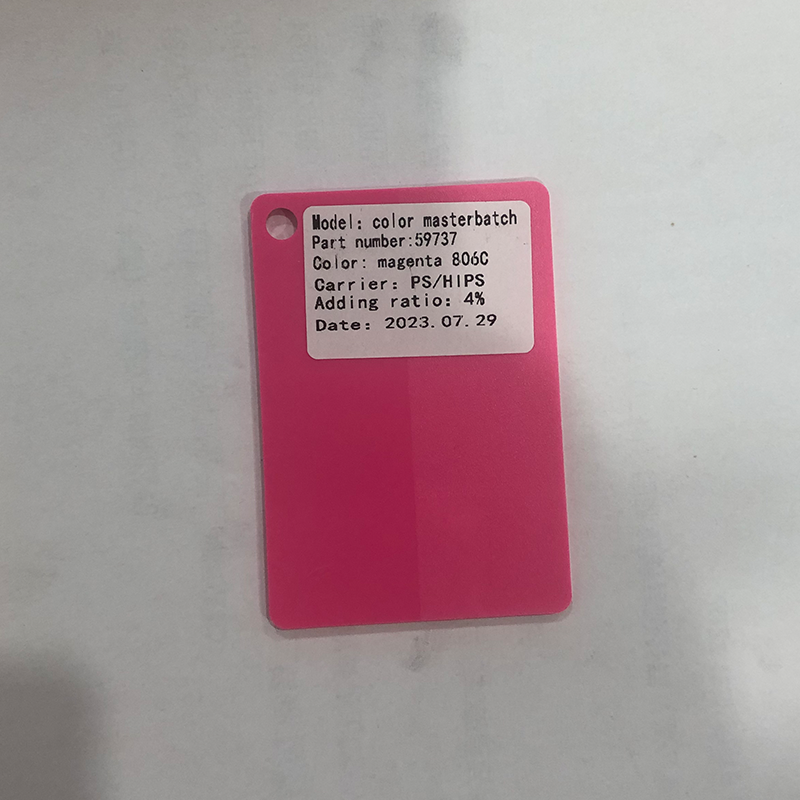 Model: color masterbatch
Part number:59737
Color: magenta 806C
Carrier: PS/HIPS
Adding ratio: 4%
Date: 2023.07.29